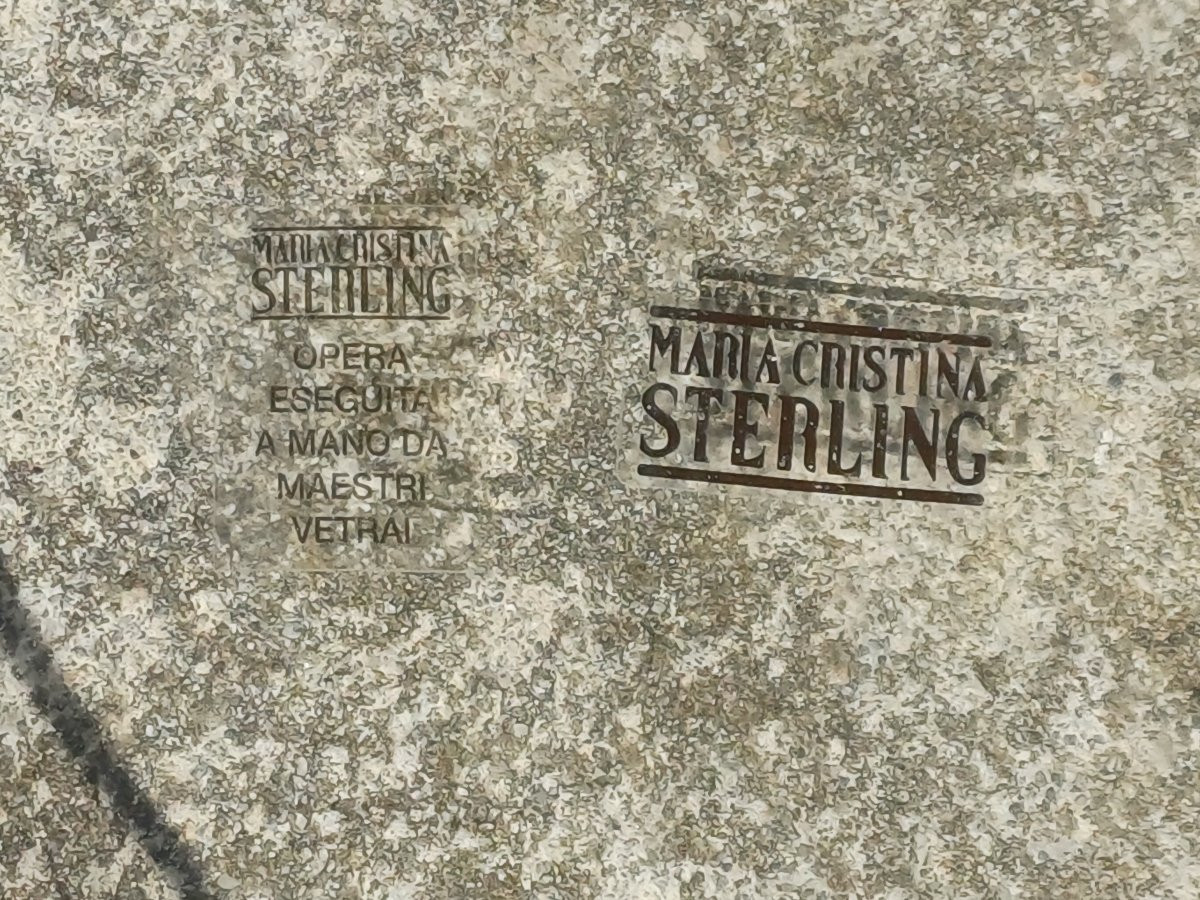 MARIA CRISTINA
STERLING
OPERA
ESEGUITA
A MANO DA
MAESTRI
VETRAI
MARIA CRISTINA
STERLING